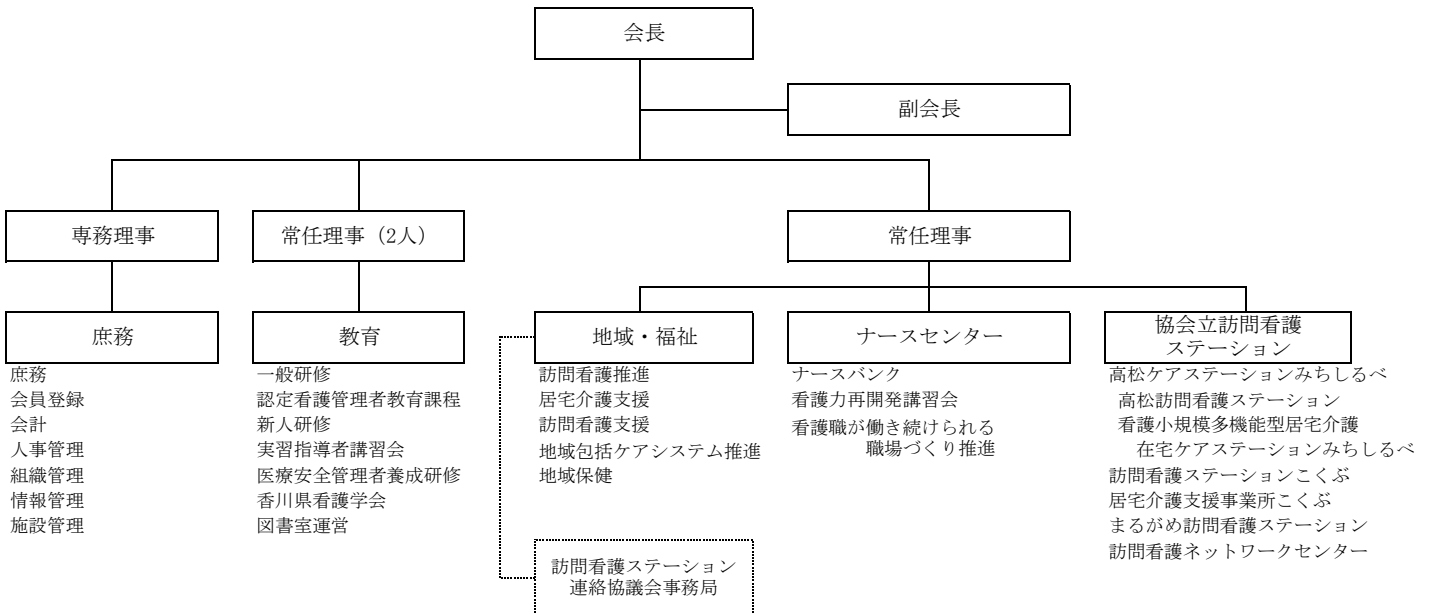 会長
副会長
専務理事
常任理事（2人）
常任理事
庶務
教育
地域・福祉
ナースセンター
協会立訪問看護
ステーション
庶務
会員登録
会計
人事管理
組織管理
情報管理
施設管理
一般研修
認定看護管理者教育課程
新人研修
実習指導者講習会
医療安全管理者養成研修
香川県看護学会
図書室運営
訪問看護推進
居宅介護支援
訪問看護支援
地域包括ケアシステム推進
地域保健
訪問看護ステーション
連絡協議会事務局
ナースバンク
看護力再開発講習会
看護職が働き続けられる
職場づくり推進
高松ケアステーションみちしるべ
高松訪問看護ステーション
看護小規模多機能型居宅介護
在宅ケアステーションみちしるべ
訪問看護ステーションこくぶ
居宅介護支援事業所こくぶ
まるがめ訪問看護ステーション
訪問看護ネットワークセンター